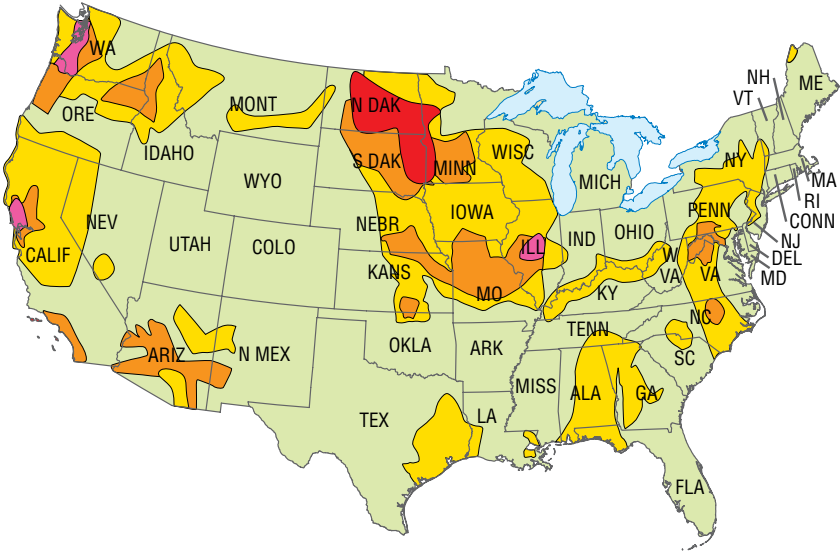 WA
MONT
N DAK
ORE
IDAHO
S DAK
MINN
WISC
MICH
NY
NH
VT
ME
MA
RI
CONN
WYO
NEBR
IOWA
NEV
CALIF
UTAH
COLO
KANS
MO
ILL
IND
OHIO
PENN
NJ
DEL
MD
W
VA
VA
KY
ARIZ
N MEX
OKLA
ARK
TENN
NC
SC
TEX
LA
MISS
ALA
GA
FLA